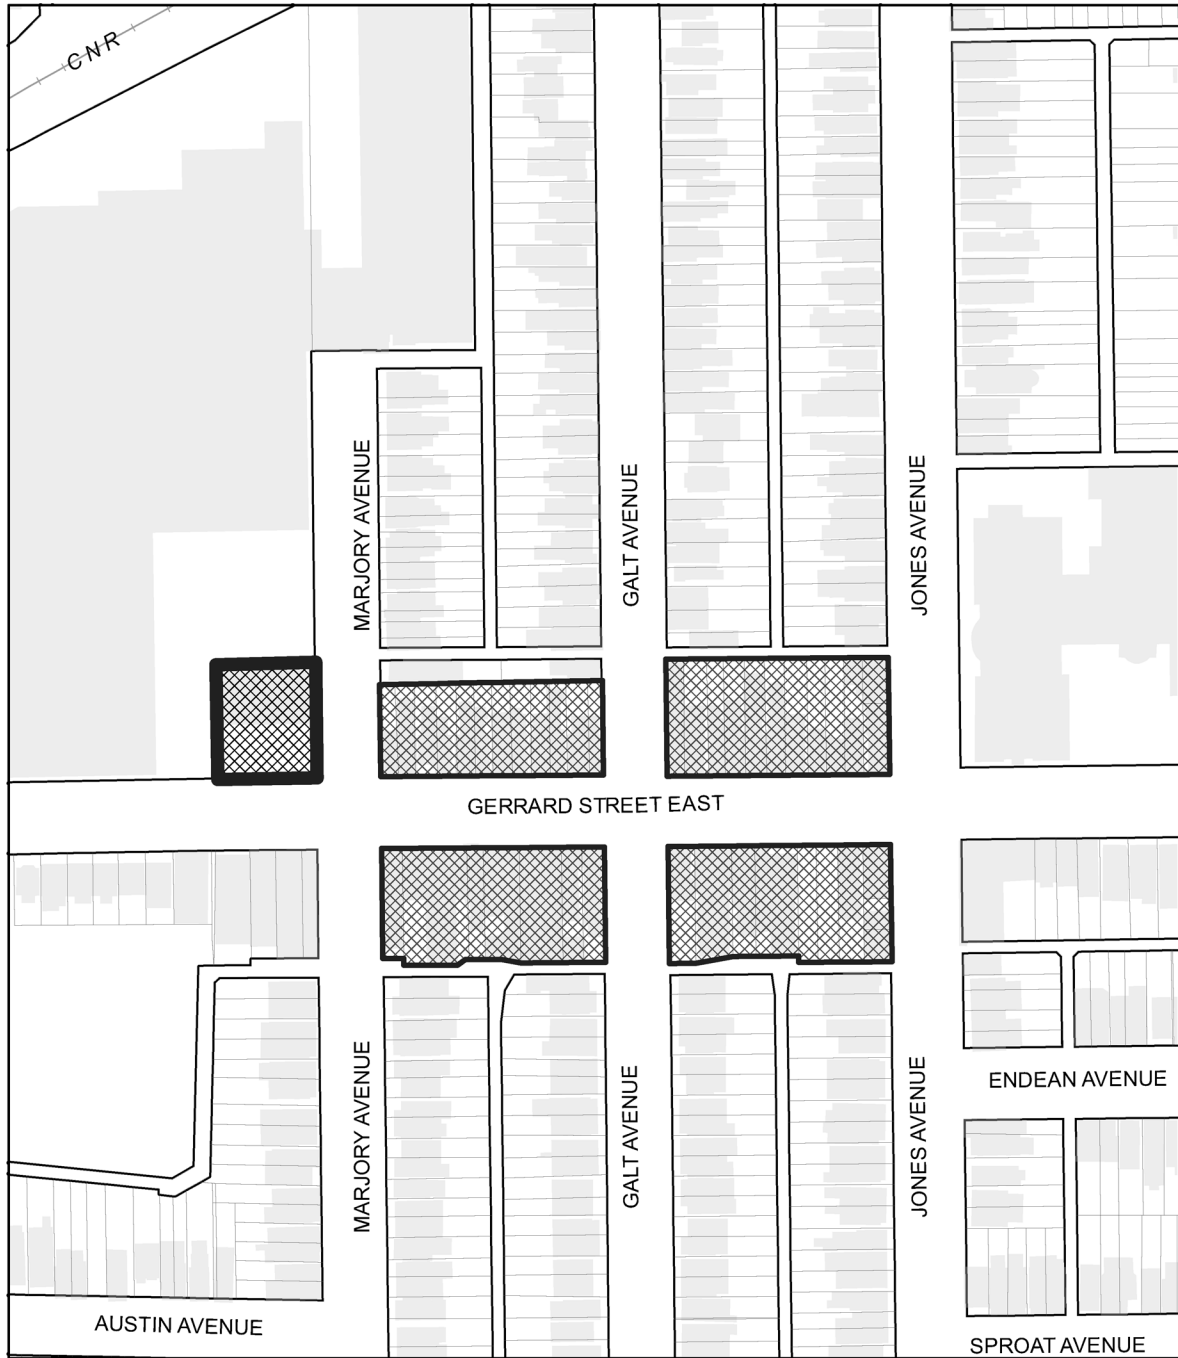 CNR
MARJORY AVENUE
GALT AVENUE
JONES AVENUE
GERRARD STREET EAST
MARJORY AVENUE
GALT AVENUE
JONES AVENUE
ENDEAN AVENUE
AUSTIN AVENUE
SPROAT AVENUE